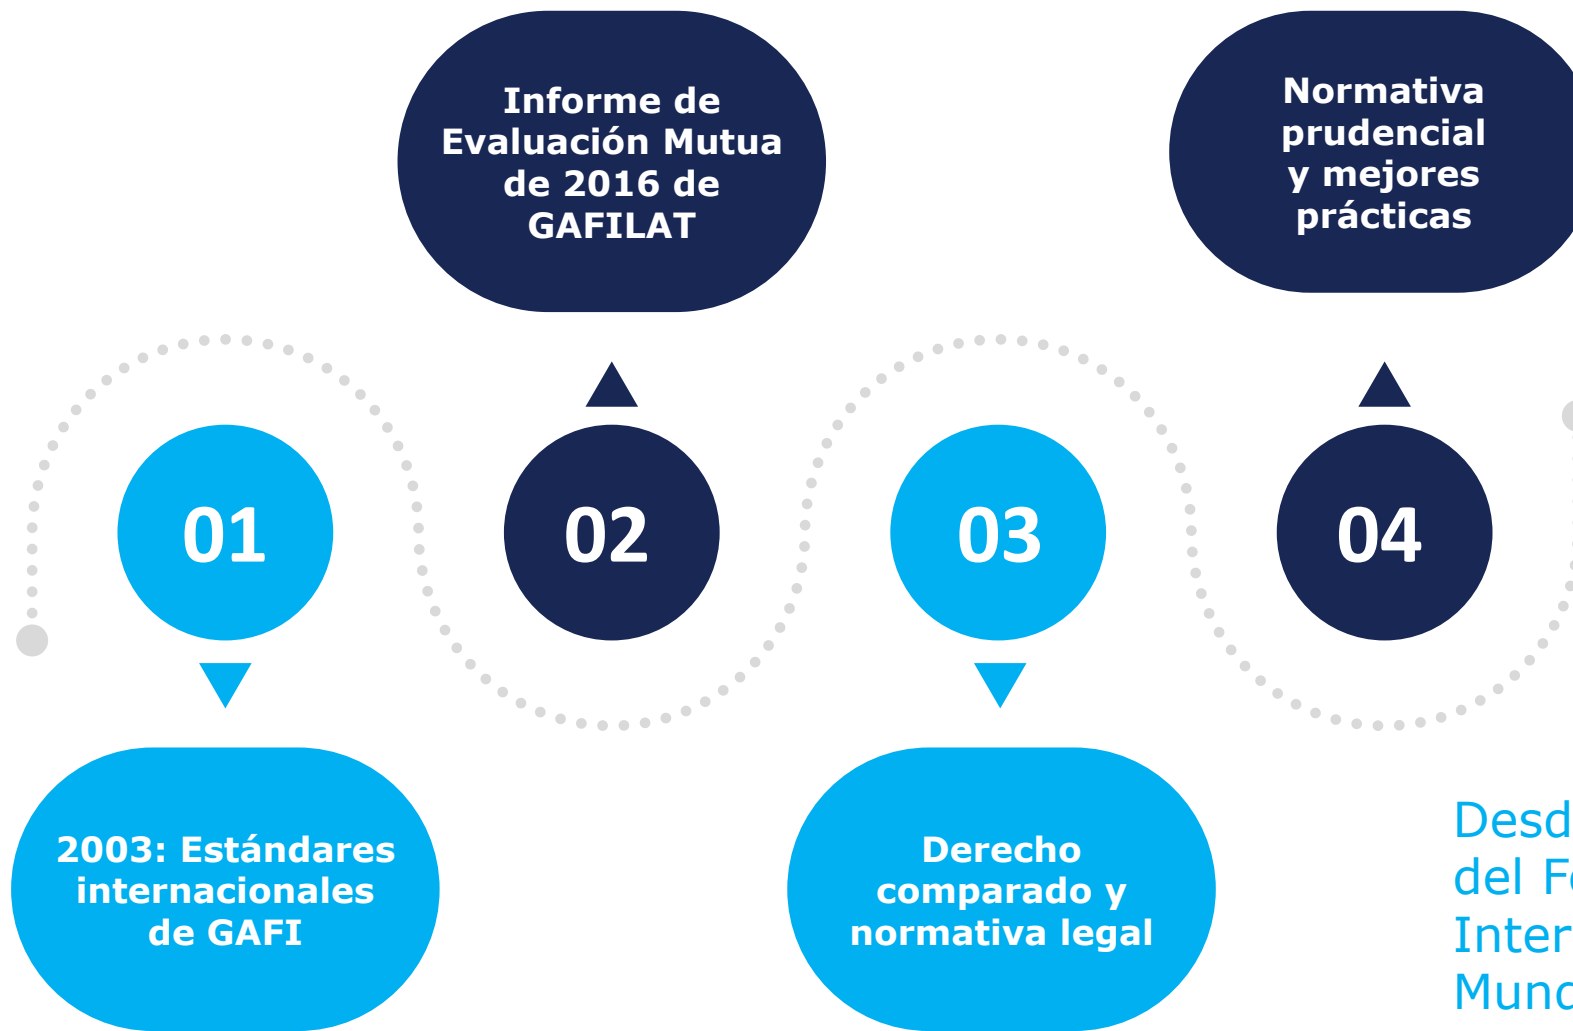 Informe de
Evaluación Mutua
de 2016 de
GAFILAT
Normativa
prudencial
y mejores
prácticas
01
02
03
04
2003: Estándares
internacionales
de GAFI
Derecho
comparado y
normativa legal
del